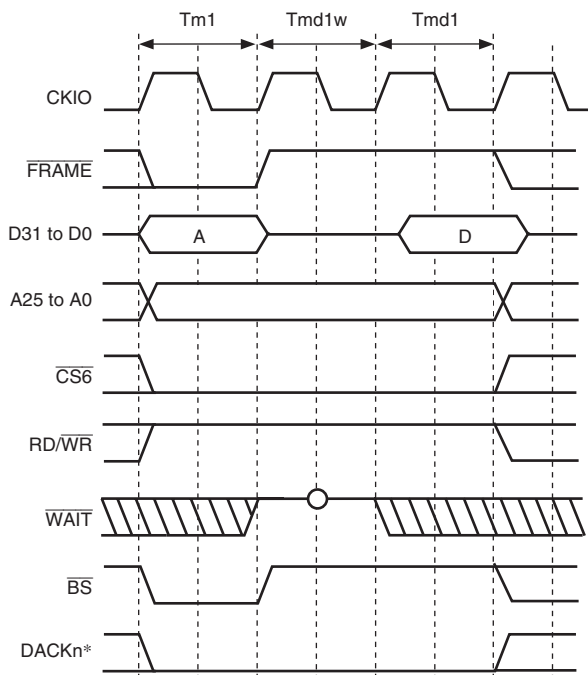 Tm1 Tmd1w Tmd1
CKIO
FRAME
D31 to D0 A D
A25 to A0
CS6
RD/WR
WAIT
BS
DACKn*